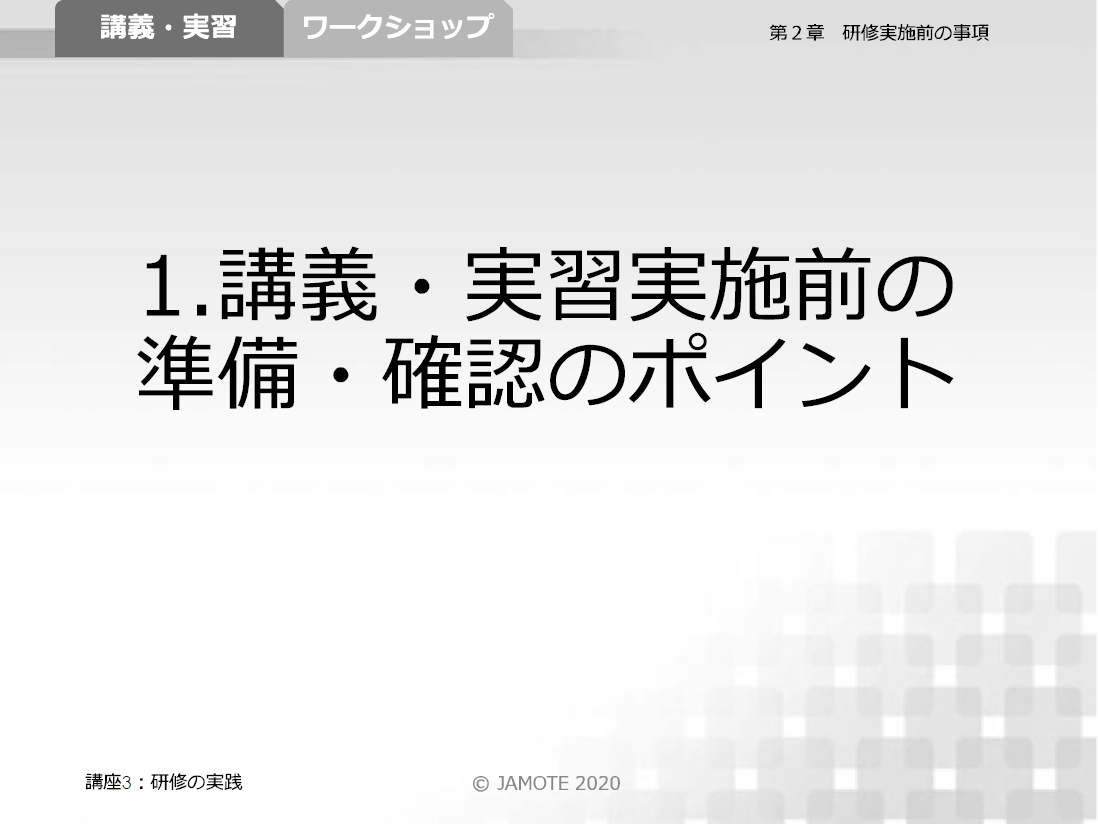 講義・実習
ワークショップ
第２章　研修実施前の事項
1.講義・実習実施前の
準備・確認のポイント
講座3：研修の実践
© JAMOTE 2020